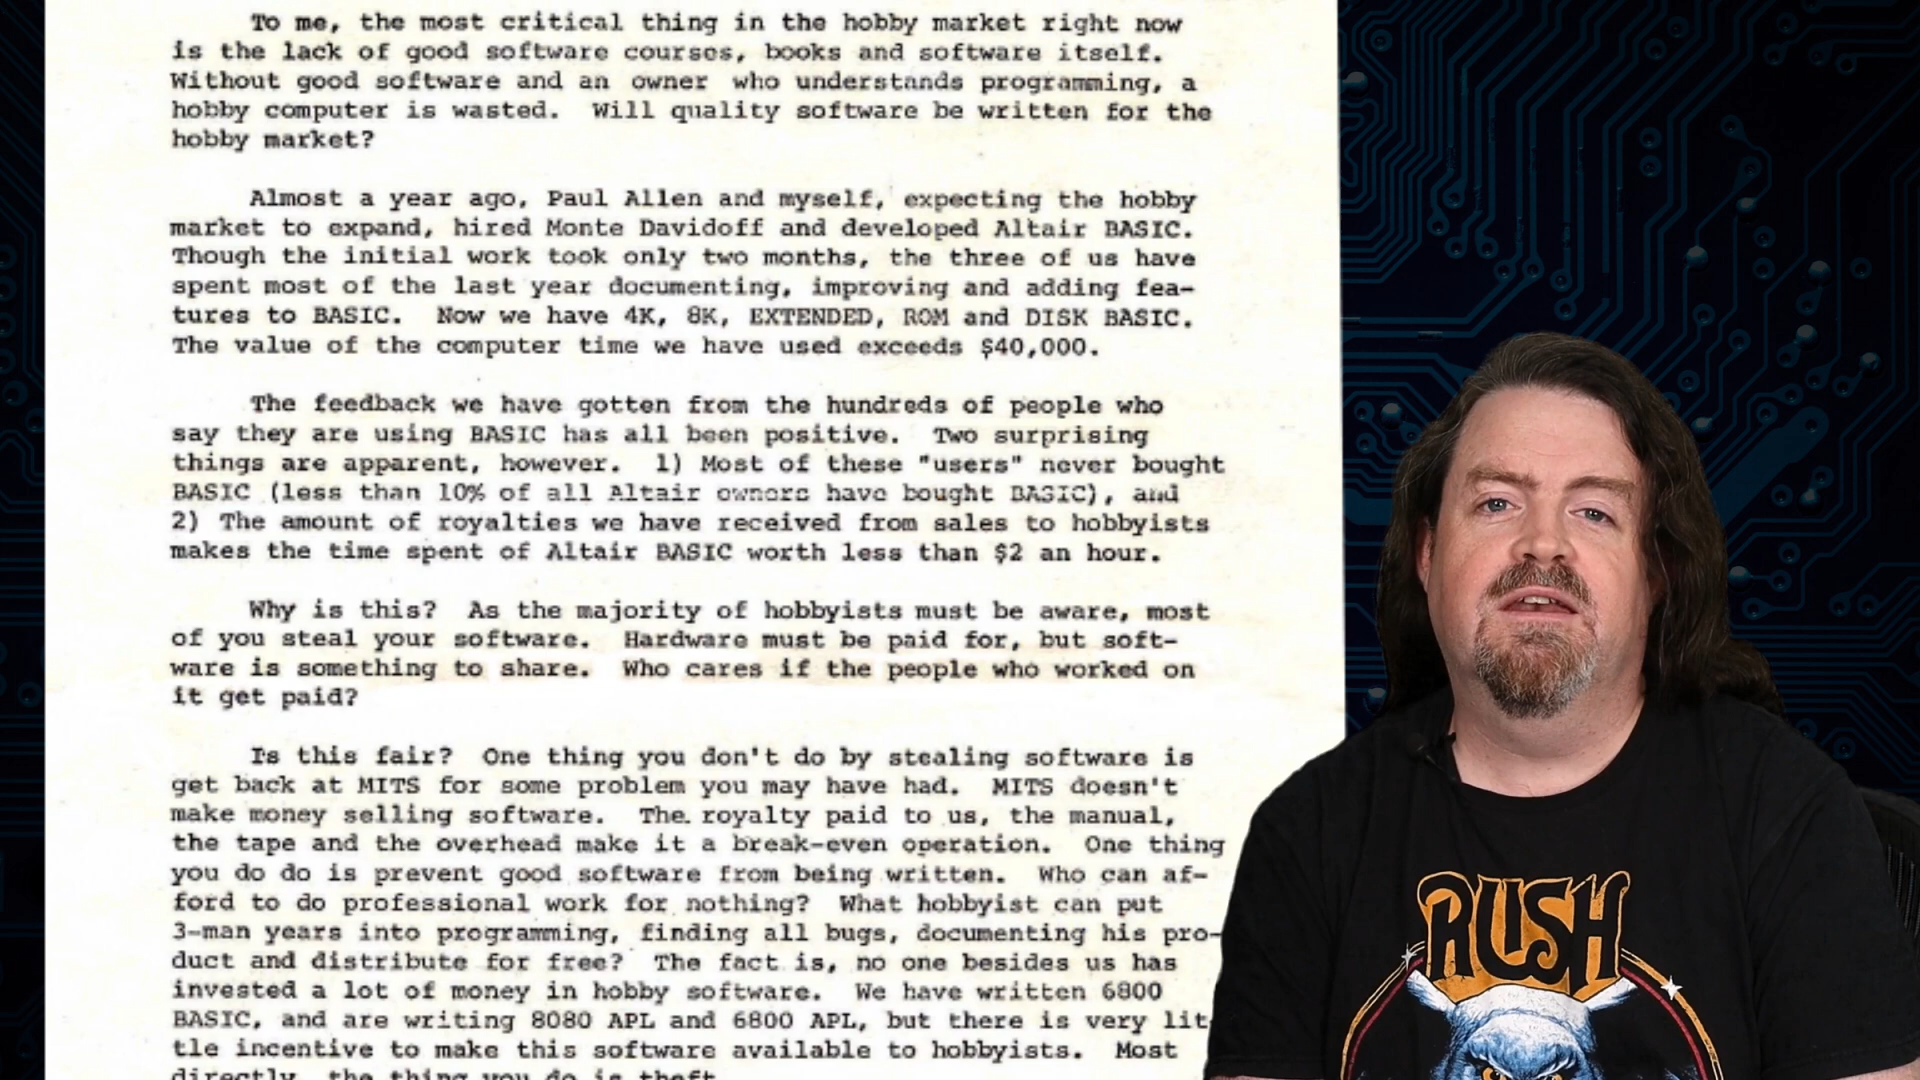 To me, the most critical thing in the hobby market right now
is the lack of good software courses, books and software itself.
Without good software and an owner who understands programming, a
hobby computer is wasted. Will quality software be written for the
hobby market?
Almost a year ago, Paul Allen and myself, expecting the hobby
market to expand, hired Monte Davidoff and developed Altair BASIC.
Though the initial work took only two months, the three of us have
spent most of the last year documenting, improving and adding fea-
tures to BASIC. Now we have 4K, 8K, EXTENDED, ROM and DISK BASIC.
The value of the computer time we have used exceeds $40,000.
The feedback we have gotten from the hundreds of people who
say they are using BASIC has all been positive. Two surprising
things are apparent, however. 1) Most of these "users" never bought
BASIC (less than 10% of all Altair owners have bought BASIC), and
2) The amount of royalties we have received from sales to hobbyists
makes the time spent of Altair BASIC worth less than $2 an hour.
Why is this? As the majority of hobbyists must be aware, most
of you steal your software. Hardware must be paid for, but soft-
ware is something to share. Who cares if the people who worked on
it get paid?
Is this fair? One thing you don't do by stealing software is
get back at MITS for some problem you may have had. MITS doesn't
make money selling software. The royalty paid to us, the manual,
the tape and the overhead make it a break-even operation. One thing
you do do is prevent good software from being written. Who can af-
ford to do professional work for nothing? What hobbyist can put
3-man years into programming, finding all bugs, documenting his pro-
duct and distribute for free? The fact is, no one besides us has
invested a lot of money in hobby software. We have written 6800
BASIC, and are writing 8080 APL and 6800 APL, but there is very lit
tle incentive to make this software available to hobbyists. Most
directly, the thing you do is theft
RUSH